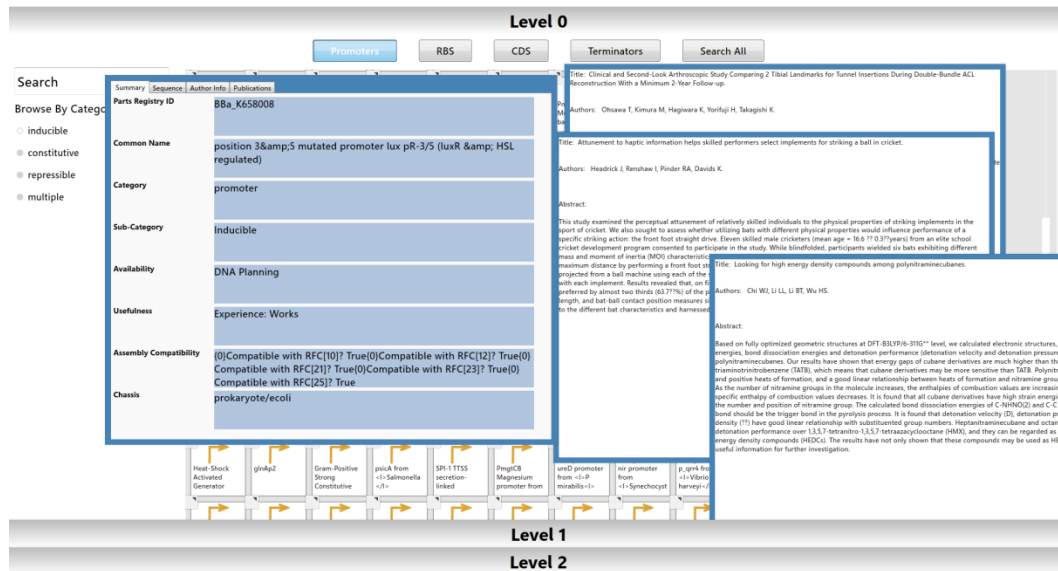 Level 0
Promoters
RBS
CDS
Terminators
Search All
Search
Browse By Catego
inducible
constitutive
repressible
multiple
Summary
Sequence
Author Info
Publications
Parts Registry ID
BBa_K658008
Common Name
position 3&amp;5 mutated promoter lux pR-3/5 (luxR &amp; HSL
regulated)
Category
promoter
Sub-Category
Inducible
Availability
DNA Planning
Usefulness
Experience: Works
Assembly Compatibility
{0}Compatible with RFC[10]? True{0}Compatible with RFC[12]? True{0}
Compatible with RFC[21]? True{0}Compatible with RFC[23]? True{0}
Compatible with RFC[25]? True
Chassis
prokaryote/ecoli
Title: Clinical and Second-Look Arthroscopic Study Comparing 2 Tibial Landmarks for Tunnel Insertions During Double-Bundle ACL
Reconstruction With a Minimum 2-Year Follow-up.
Authors: Ohsawa T, Kimura M, Hagiwara K, Yorifuji H, Takagishi K.
Title: Attunement to haptic information helps skilled performers select implements for striking a ball in cricket.
Authors: Headrick J, Renshaw I, Pinder RA, Davids K.
Abstract:
This study examined the perceptual attunement of relatively skilled individuals to the physical properties of striking implements in the
sport of cricket. We also sought to assess whether utilizing bats with different physical properties would influence performance of a
specific striking action: the front foot straight drive. Eleven skilled male cricketers (mean age = 16.6 ?? 0.3??years) from an elite school
cricket development program consented to participate in the study. While blindfolded, participants wielded six bats exhibiting different
mass and moment of inertia (MOI) characteristics
maximum distance by performing a front foot str
projected from a ball machine using each of the s
with each implement. Results revealed that, on fi
preferred by almost two thirds (63.7??%) of the p
length, and bat-ball contact position measures si
to the different bat characteristics and harnessed
Title: Looking for high energy density compounds among polynitraminecubanes.
Authors: Chi WJ, Li LL, Li BT, Wu HS.
Abstract:
Based on fully optimized geometric structures at DFT-B3LYP/6-311G** level, we calculated electronic structures,
energies, bond dissociation energies and detonation performance (detonation velocity and detonation pressure
polynitraminecubanes. Our results have shown that energy gaps of cubane derivatives are much higher than th
triaminotrinitrobenzene (TATB), which means that cubane derivatives may be more sensitive than TATB. Polynitr
and positive heats of formation, and a good linear relationship between heats of formation and nitramine grou
As the number of nitramine groups in the molecule increases, the enthalpies of combustion values are increasin
specific enthalpy of combustion values decreases. It is found that all cubane derivatives have high strain energie
the number and position of nitramine group. The calculated bond dissociation energies of C-NHNO(2) and C-C
bond should be the trigger bond in the pyrolysis process. It is found that detonation velocity (D), detonation pr
density (??) have good linear relationship with substituented group numbers. Heptanitraminecubane and octan
detonation performance over 1,3,5,7-tetranitro-1,3,5,7-tetraazacyclooctane (HMX), and they can be regarded as
energy density compounds (HEDCs). The results have not only shown that these compounds may be used as HE
useful information for further investigation.
Heat-Shock
Activated
Generator
glnAp2
Gram-Positive
Strong
Constitutive
psicA from
<I>Salmonella
</I>
SPI-1 TTSS
secretion-
linked
PmgtCB
Magnesium
promoter from
ureD promoter
from <I>P
mirabilis<I>
nir promoter
from
<I>Synechocyst
p_qrr4 fro
<I>Vibrio
harveyi</
Level 1
Level 2